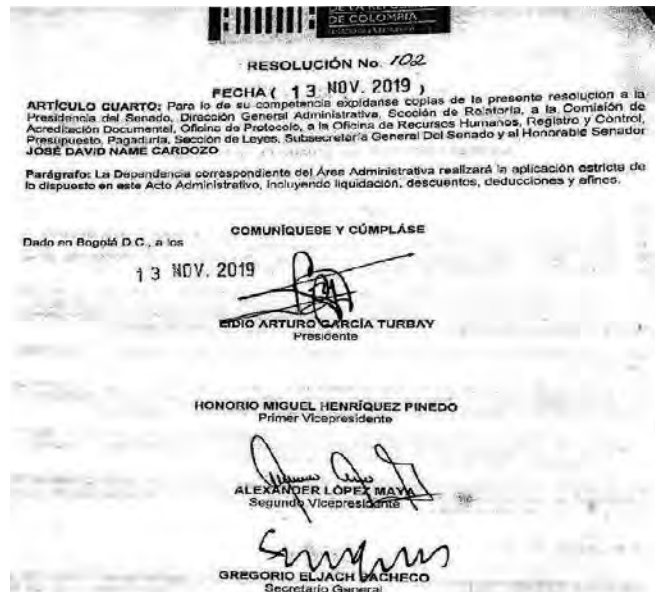 DE COLOMBIA
RESOLUCIÓN No. 102
FECHA ( 13 NOV. 2019 )
ARTÍCULO CUARTO: Para lo de su competencia expídanse copias de la presente resolución a la
Presidencia del Senado, Dirección General Administrativa, Sección de Relatoría, a la Comisión de
Acreditación Documental, Oficina de Protocolo, a la Oficina de Recursos Humanos, Registro y Control,
Presupuesto, Pagaduría, Sección de Leyes, Subsecretaría General Del Senado y al Honorable Senador
JOSÉ DAVID NAME CARDOZO
Parágrafo: La Dependencia correspondiente del Área Administrativa realizará la aplicación estricta de
lo dispuesto en este Acto Administrativo, incluyendo liquidación, descuentos, deducciones y afines.
COMUNÍQUESE Y CÚMPLASE
Dado en Bogotá D.C., a los
13 NOV. 2019
LIDIO ARTURO GARCÍA TURBAY
Presidente
HONORIO MIGUEL HENRÍQUEZ PINEDO
Primer Vicepresidente
ALEXANDER LÓPEZ MAYA
Segundo Vicepresidente
GREGORIO ELJACH PACHECO
Secretario General